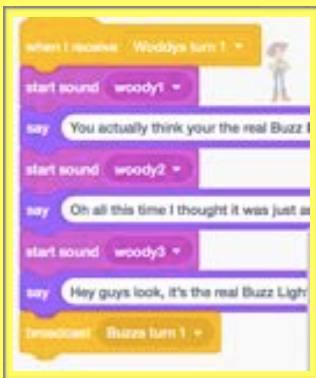 when I receive Woddys turn 1
start sound woody1
say You actually think your the real Buzz
start sound woody2
say Oh all this time I thought it was just
start sound woody3
say Hey guys look, it's the real Buzz Ligh
broadcast Buzzs turn 1